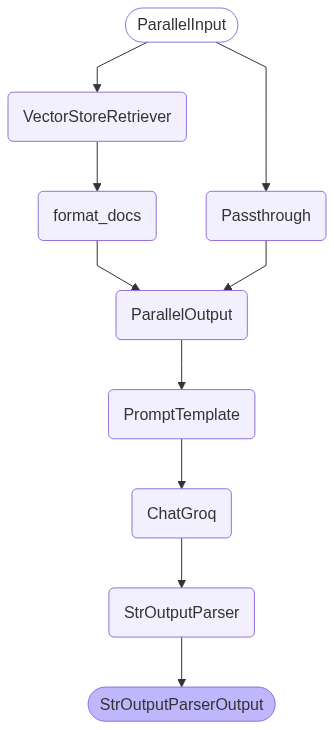 ParallelInput
VectorStoreRetriever
format_docs
Passthrough
ParallelOutput
PromptTemplate
ChatGroq
StrOutputParser
StrOutputParserOutput